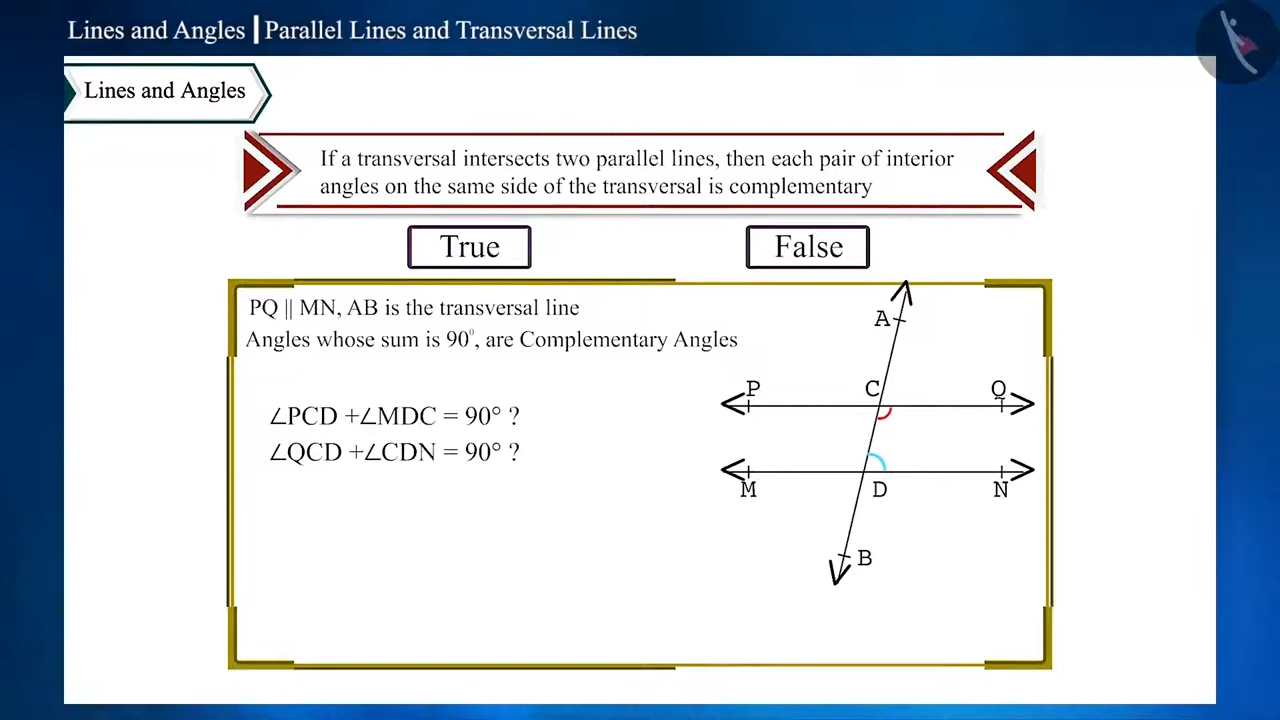 Lines and Angles | Parallel Lines and Transversal Lines
Lines and Angles
If a transversal intersects two parallel lines, then each pair of interior
angles on the same side of the transversal is complementary
True
False
PQ || MN, AB is the transversal line
Angles whose sum is 90⁰, are Complementary Angles
∠PCD +∠MDC = 90° ?
∠QCD +∠CDN = 90° ?
A
P
C
Q
M
D
N
B